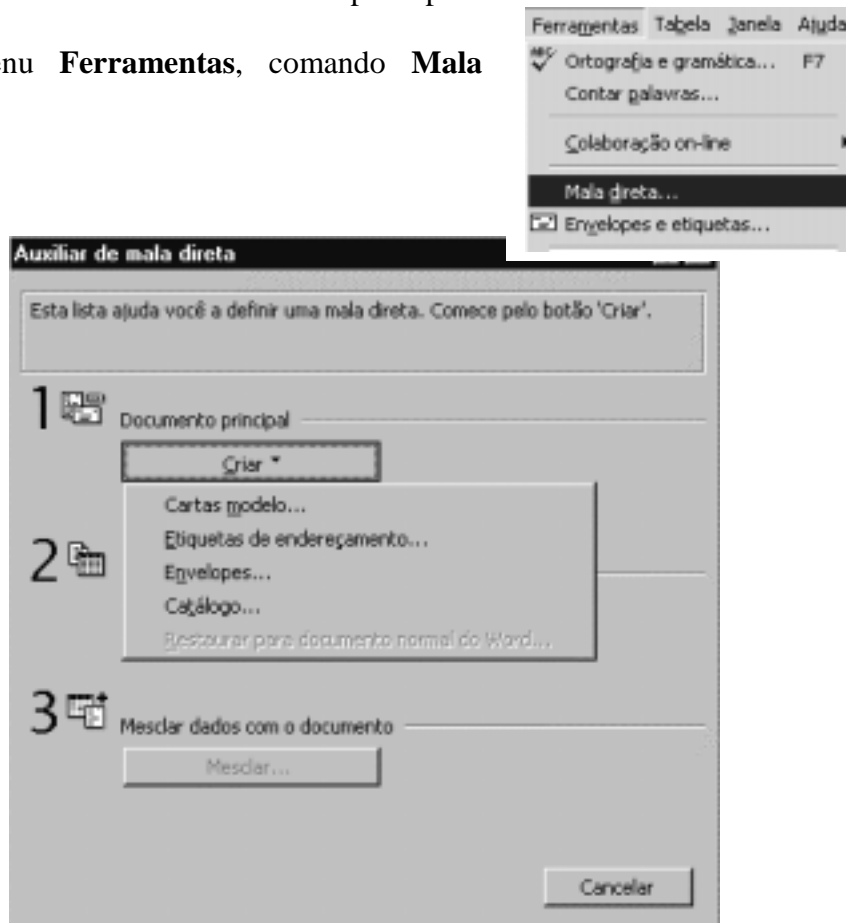 Ferramentas Tabela Janela Ajuda
enu Ferramentas, comando Mala
Ortografia e gramática... F7
Contar palavras...
Colaboração on-line
Mala direta...
Envelopes e etiquetas...
Auxiliar de mala direta
Esta lista ajuda você a definir uma mala direta. Comece pelo botão 'Criar'.
1 Documento principal
Criar
Cartas modelo...
Etiquetas de endereçamento...
2
Envelopes...
Catálogo...
Restaurar para documento normal do Word...
3 Mesclar dados com o documento
Mesclar...
Cancelar